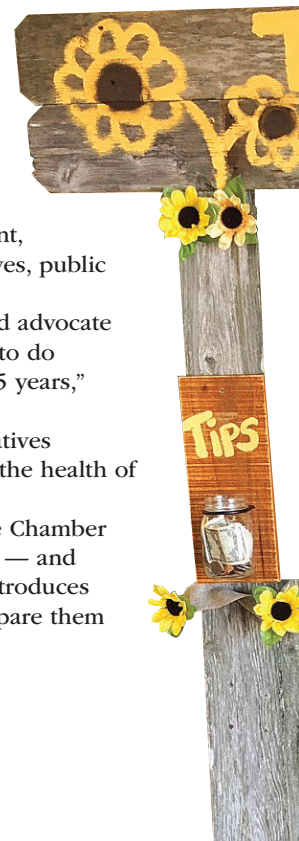 nt,
ves, public
d advocate
to do
5 years,”
atives
the health of
e Chamber
— and
troduces
pare them
Tips